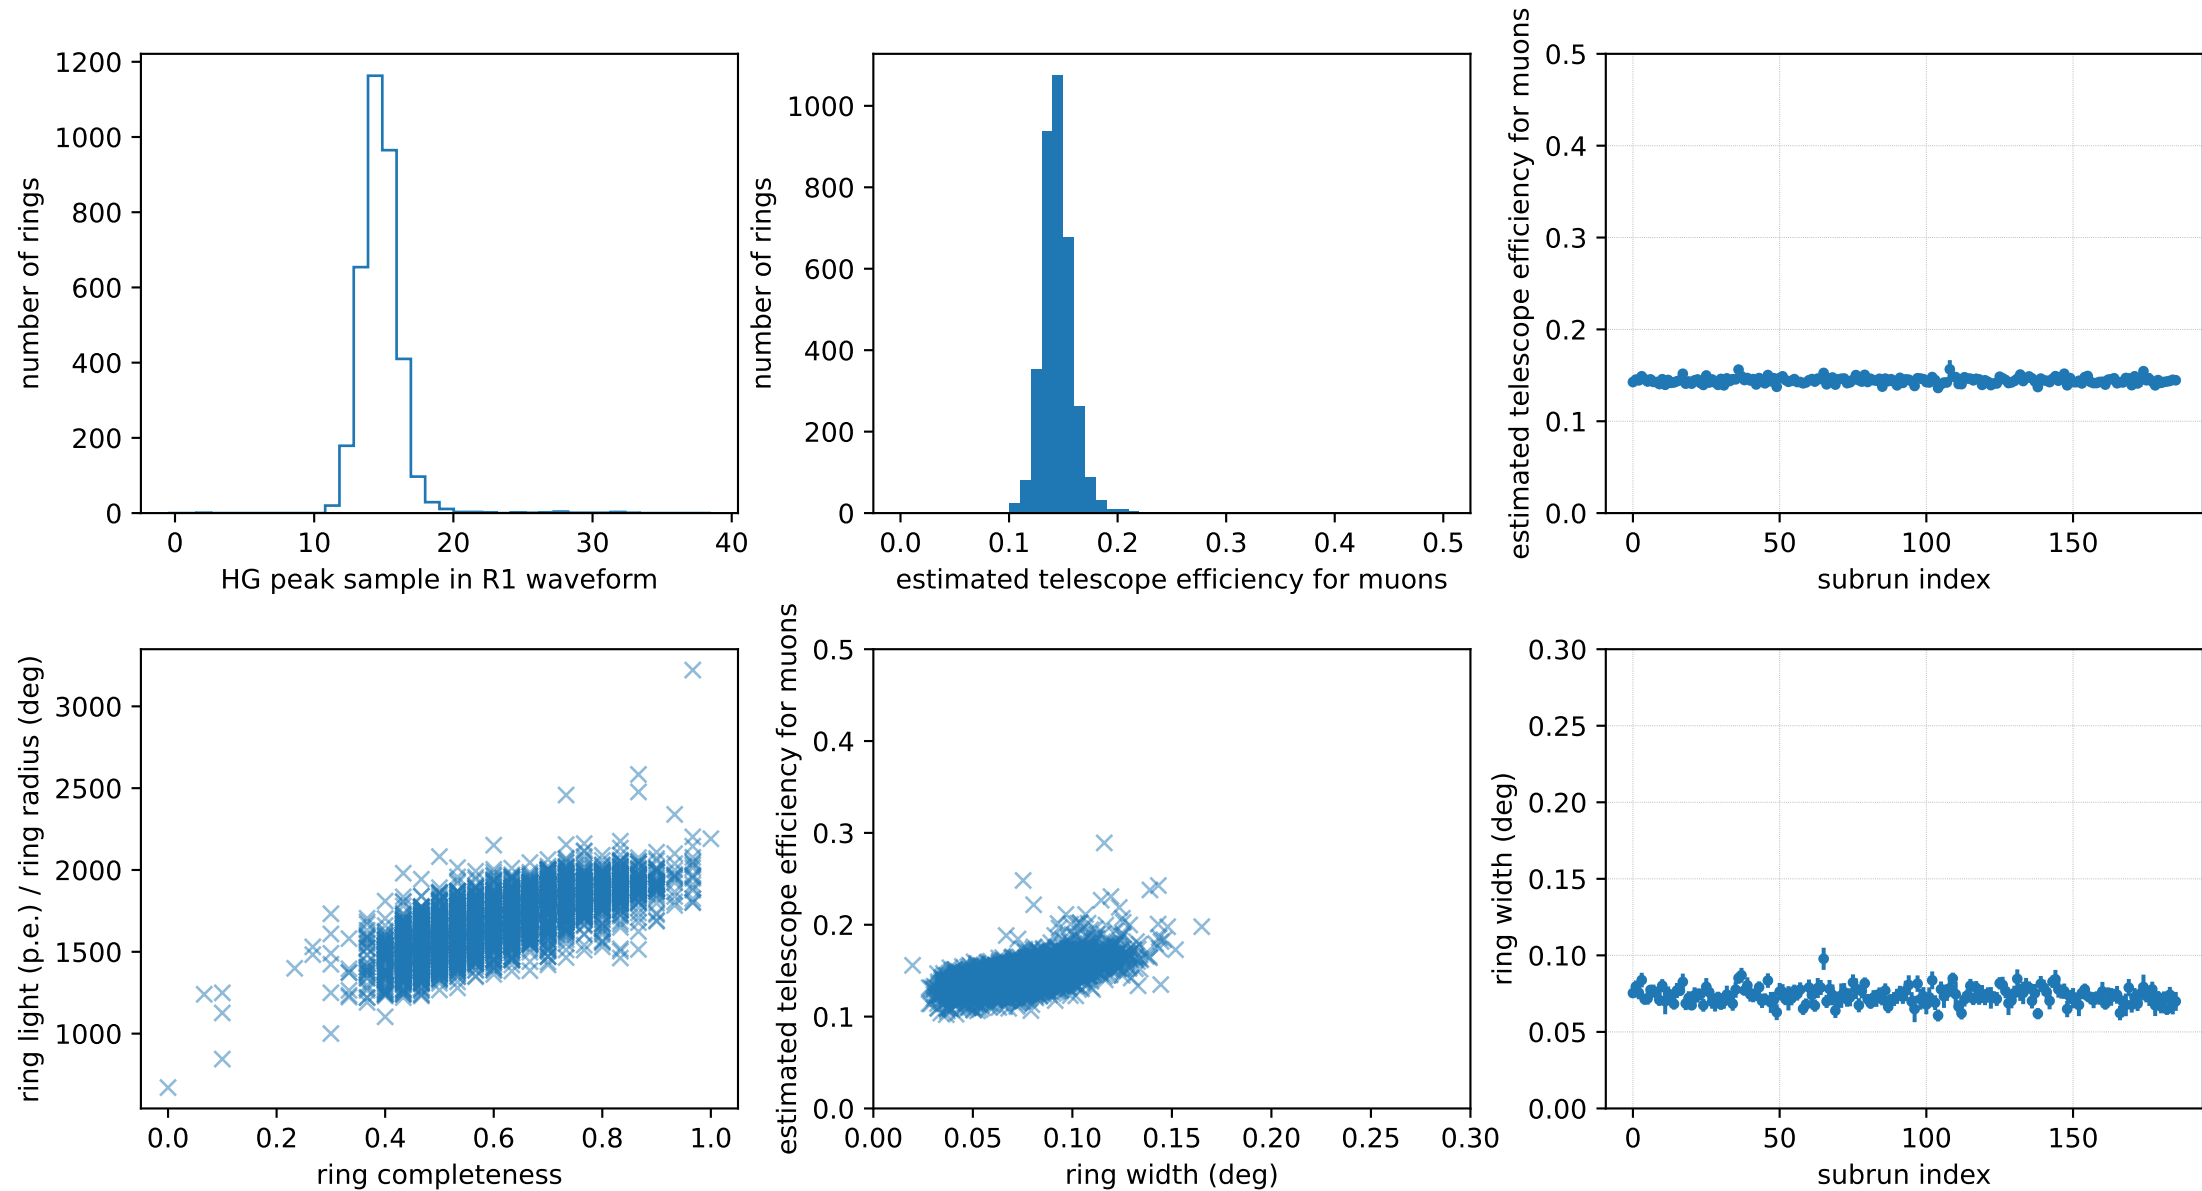 number of rings
1200
1000
800
600
400
200
0
0 10 20 30 40
HG peak sample in R1 waveform
number of rings
1000
800
600
400
200
0
0.0 0.1 0.2 0.3 0.4 0.5
estimated telescope efficiency for muons
estimated telescope efficiency for muons
0.5
0.4
0.3
0.2
0.1
0.0
0 50 100 150
subrun index
ring light (p.e.) / ring radius (deg)
3000
2500
2000
1500
1000
0.0 0.2 0.4 0.6 0.8 1.0
ring completeness
estimated telescope efficiency for muons
0.5
0.4
0.3
0.2
0.1
0.0
0.00 0.05 0.10 0.15 0.20 0.25 0.30
ring width (deg)
ring width (deg)
0.30
0.25
0.20
0.15
0.10
0.05
0.00
0 50 100 150
subrun index